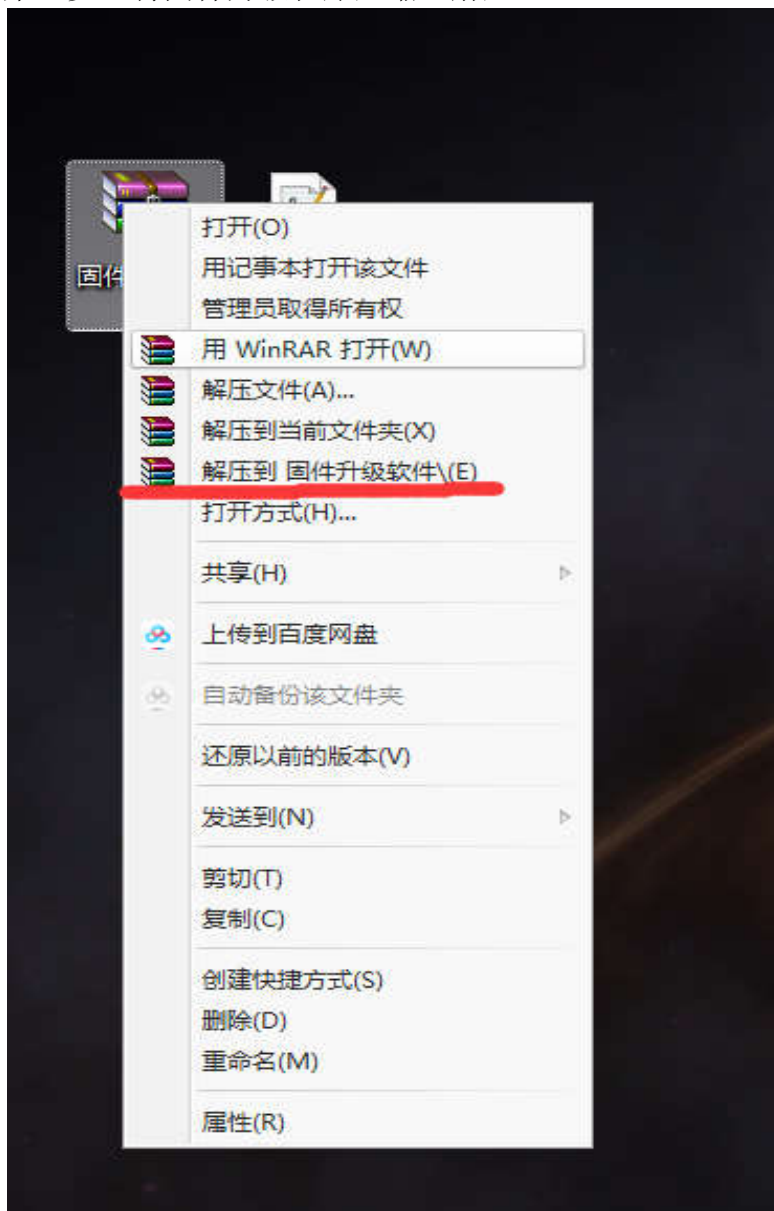 固件
打开(O)
用记事本打开该文件
管理员取得所有权
用 WinRAR 打开(W)
解压文件(A)...
解压到当前文件夹(X)
解压到 固件升级软件\(E)
打开方式(H)...
共享(H)
上传到百度网盘
自动备份该文件夹
还原以前的版本(V)
发送到(N)
剪切(T)
复制(C)
创建快捷方式(S)
删除(D)
重命名(M)
属性(R)